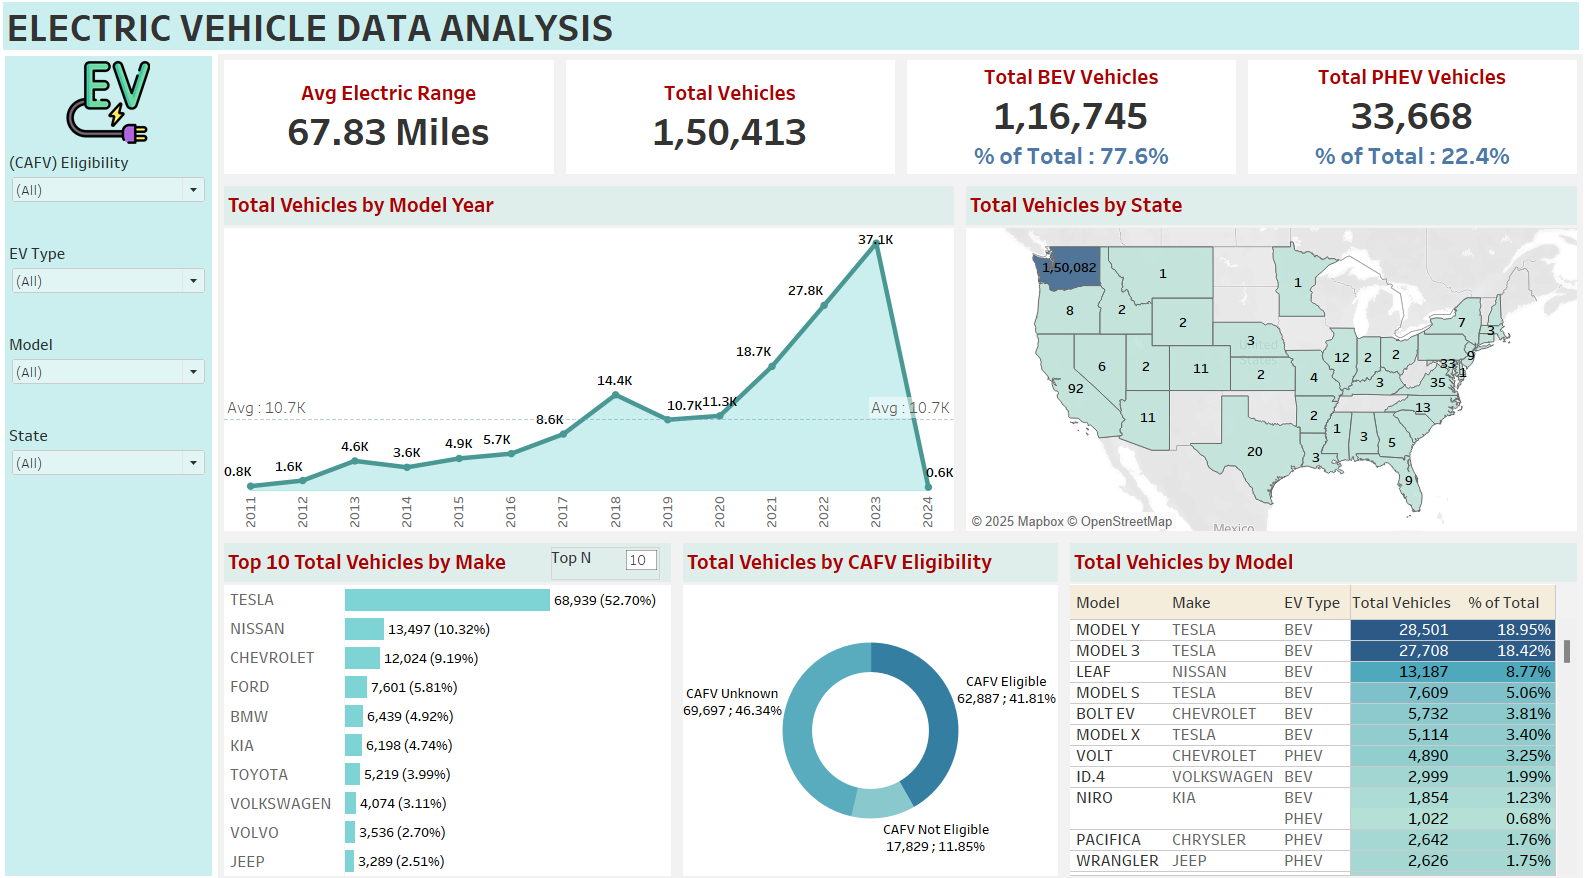 ELECTRIC VEHICLE DATA ANALYSIS
EV
(CAFV) Eligibility
(All)
EV Type
(All)
Model
(All)
State
(All)
Avg Electric Range
67.83 Miles
Total Vehicles
1,50,413
Total BEV Vehicles
1,16,745
% of Total : 77.6%
Total PHEV Vehicles
33,668
% of Total : 22.4%
Total Vehicles by Model Year
0.8K 1.6K 4.6K 3.6K 4.9K 5.7K 8.6K 14.4K 10.7K 11.3K 18.7K 27.8K 37.1K 0.6K
Avg : 10.7K
Avg : 10.7K
2011 2012 2013 2014 2015 2016 2017 2018 2019 2020 2021 2022 2023 2024
Total Vehicles by State
1,50,082 1 1
8 2 2 7 3
3
6 2 11 2 12 2 2 33 9
92 4 3 35 1
11 2 13
20 3 1 3 5
9
United States
Mexico
© 2025 Mapbox © OpenStreetMap
Top 10 Total Vehicles by Make
Top N 10
TESLA 68,939 (52.70%)
NISSAN 13,497 (10.32%)
CHEVROLET 12,024 (9.19%)
FORD 7,601 (5.81%)
BMW 6,439 (4.92%)
KIA 6,198 (4.74%)
TOYOTA 5,219 (3.99%)
VOLKSWAGEN 4,074 (3.11%)
VOLVO 3,536 (2.70%)
JEEP 3,289 (2.51%)
Total Vehicles by CAFV Eligibility
CAFV Unknown
69,697 ; 46.34%
CAFV Eligible
62,887 ; 41.81%
CAFV Not Eligible
17,829 ; 11.85%
Total Vehicles by Model
Model Make EV Type Total Vehicles % of Total
MODEL Y TESLA BEV 28,501 18.95%
MODEL 3 TESLA BEV 27,708 18.42%
LEAF NISSAN BEV 13,187 8.77%
MODEL S TESLA BEV 7,609 5.06%
BOLT EV CHEVROLET BEV 5,732 3.81%
MODEL X TESLA BEV 5,114 3.40%
VOLT CHEVROLET PHEV 4,890 3.25%
ID.4 VOLKSWAGEN BEV 2,999 1.99%
NIRO KIA BEV 1,854 1.23%
PHEV 1,022 0.68%
PACIFICA CHRYSLER PHEV 2,642 1.76%
WRANGLER JEEP PHEV 2,626 1.75%